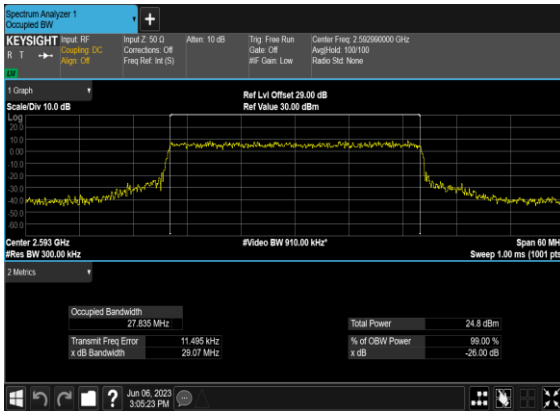 Spectrum Analyzer 1
Occupied BW
KEYSIGHT
R T
LXI
Input: RF
Coupling: DC
Align: Off
Input Z: 50 Ω
Corrections: Off
Freq Ref: Int (S)
Atten: 10 dB
Trig: Free Run
Gate: Off
#IF Gain: Low
Center Freq: 2.592990000 GHz
Avg|Hold: 100/100
Radio Std: None
1 Graph
Scale/Div 10.0 dB
Ref Lvl Offset 29.00 dB
Ref Value 30.00 dBm
Log
20.0
10.0
0.00
-10.0
-20.0
-30.0
-40.0
-50.0
-60.0
Center 2.593 GHz
#Res BW 300.00 kHz
#Video BW 910.00 kHz*
Span 60 MH
Sweep 1.00 ms (1001 pts
2 Metrics
Occupied Bandwidth
27.835 MHz
Total Power 24.8 dBm
Transmit Freq Error 11.495 kHz
% of OBW Power 99.00 %
x dB Bandwidth 29.07 MHz
x dB -26.00 dB
Jun 06, 2023
3:05:23 PM